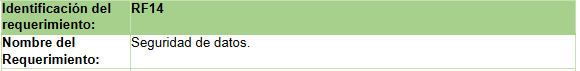 Identificación del RF14
requerimiento:
Nombre del Seguridad de datos.
Requerimiento: